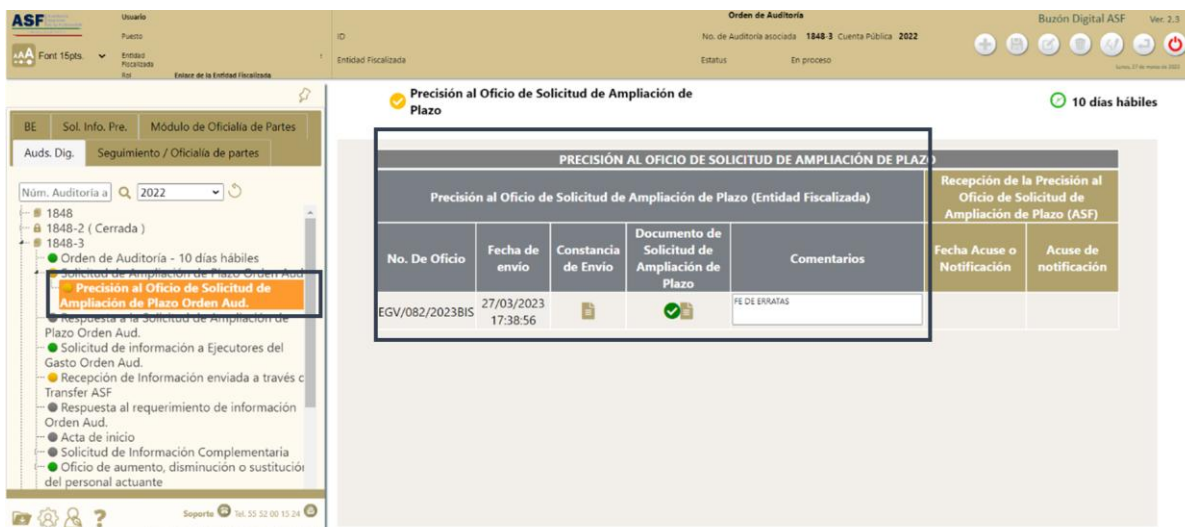 ASF
Usuario
Puesto
Entidad
Fiscalizada
Rol Enlace de la Entidad Fiscalizada
Font 15pts.
ID
Entidad Fiscalizada
Orden de Auditoría
No. de Auditoría asociada 1848-3 Cuenta Pública 2022
Estatus En proceso
Buzón Digital ASF Ver. 2.3
Lunes, 27 de marzo de 2023
BE Sol. Info. Pre. Módulo de Oficialía de Partes
Auds. Dig. Seguimiento / Oficialía de partes
Núm. Auditoria a 2022
1848
1848-2 ( Cerrada )
1848-3
Orden de Auditoría - 10 días hábiles
Solicitud de Ampliación de Plazo Orden Aud
Precisión al Oficio de Solicitud de
Ampliación de Plazo Orden Aud.
Respuesta a la Solicitud de Ampliación de
Plazo Orden Aud.
Solicitud de información a Ejecutores del
Gasto Orden Aud.
Recepción de Información enviada a través c
Transfer ASF
Respuesta al requerimiento de información
Orden Aud.
Acta de inicio
Solicitud de Información Complementaria
Oficio de aumento, disminución o sustitución
del personal actuante
? Soporte Tel. 55 52 00 15 24
Precisión al Oficio de Solicitud de Ampliación de
Plazo
10 días hábiles
PRECISIÓN AL OFICIO DE SOLICITUD DE AMPLIACIÓN DE PLAZO
Precisión al Oficio de Solicitud de Ampliación de Plazo (Entidad Fiscalizada)
Recepción de la Precisión al
Oficio de Solicitud de
Ampliación de Plazo (ASF)
No. De Oficio
Fecha de
envío
Constancia
de Envio
Documento de
Solicitud de
Ampliación de
Plazo
Comentarios
Fecha Acuse o
Notificación
Acuse de
notificación
EGV/082/2023BIS
27/03/2023
17:38:56
FE DE ERRATAS